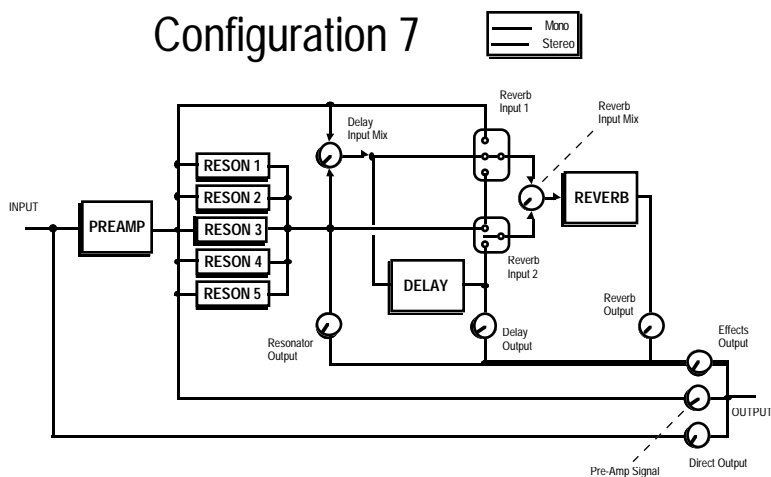 Configuration 7
Mono
Stereo
Reverb
Input 1
Reverb
Input Mix
Delay
Input Mix
RESON 1
RESON 2
RESON 3
RESON 4
RESON 5
INPUT
PREAMP
REVERB
Reverb
Input 2
DELAY
Resonator
Output
Delay
Output
Reverb
Output
Effects
Output
OUTPUT
Direct Output
Pre-Amp Signal